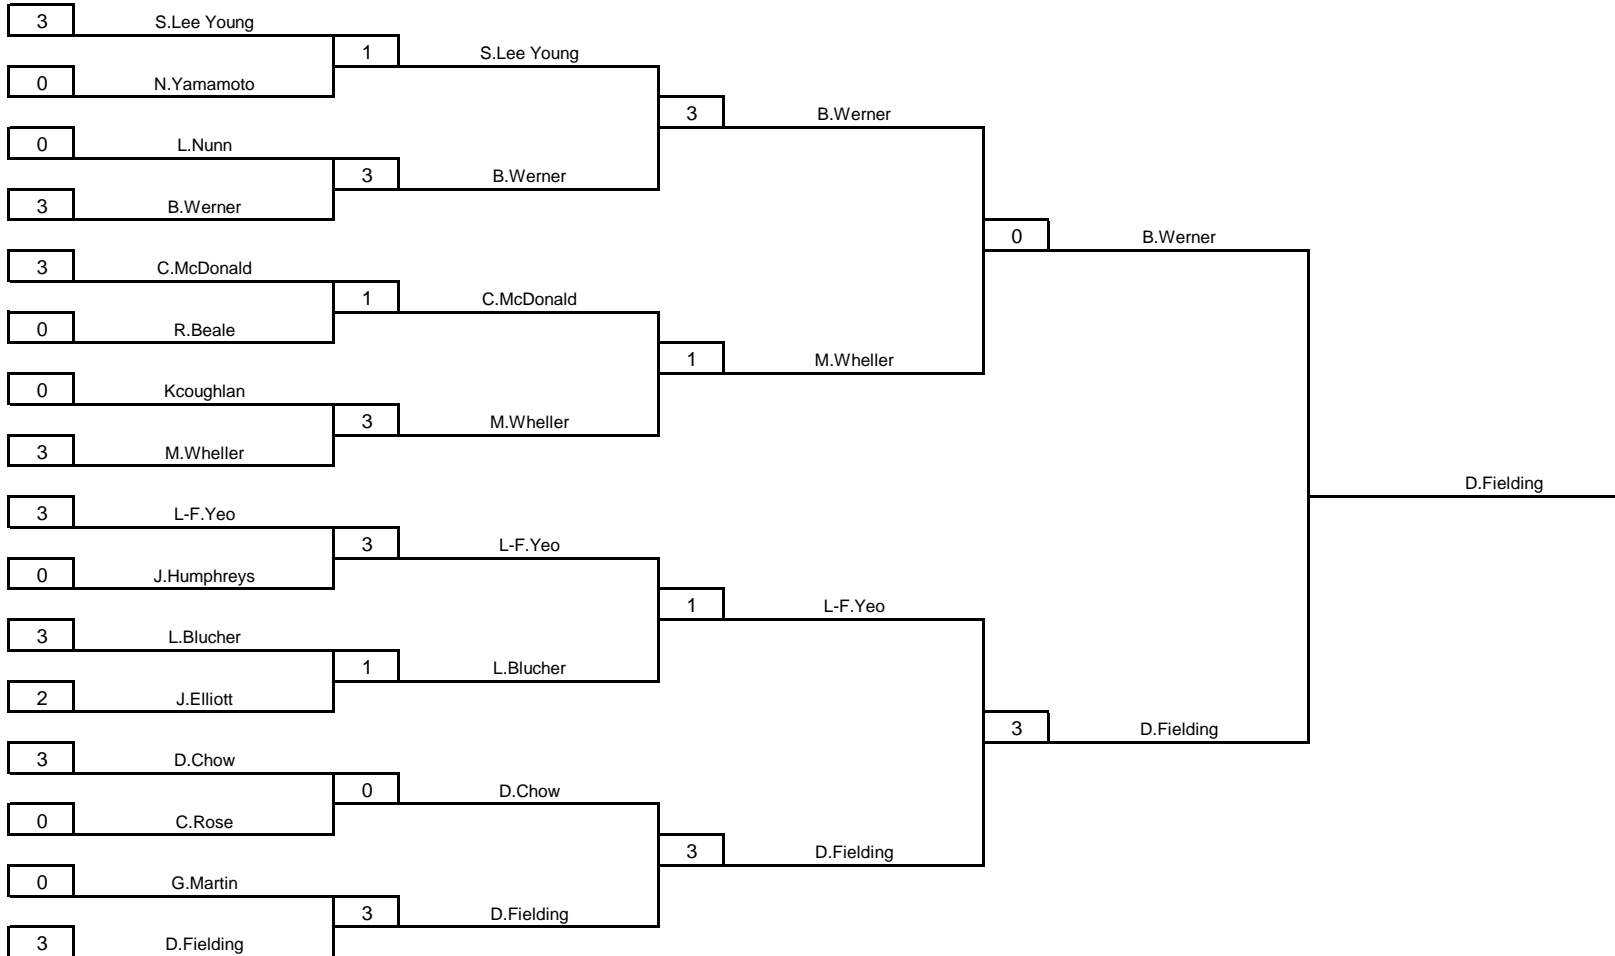 3 S.Lee Young
1 S.Lee Young
0 N.Yamamoto
3 B.Werner
0 L.Nunn
3 B.Werner
3 B.Werner
0 B.Werner
3 C.McDonald
1 C.McDonald
0 R.Beale
1 M.Wheller
0 Kcoughlan
3 M.Wheller
3 M.Wheller
D.Fielding
3 L-F.Yeo
3 L-F.Yeo
0 J.Humphreys
1 L-F.Yeo
3 L.Blucher
1 L.Blucher
2 J.Elliott
3 D.Fielding
3 D.Chow
0 D.Chow
0 C.Rose
3 D.Fielding
0 G.Martin
3 D.Fielding
3 D.Fielding